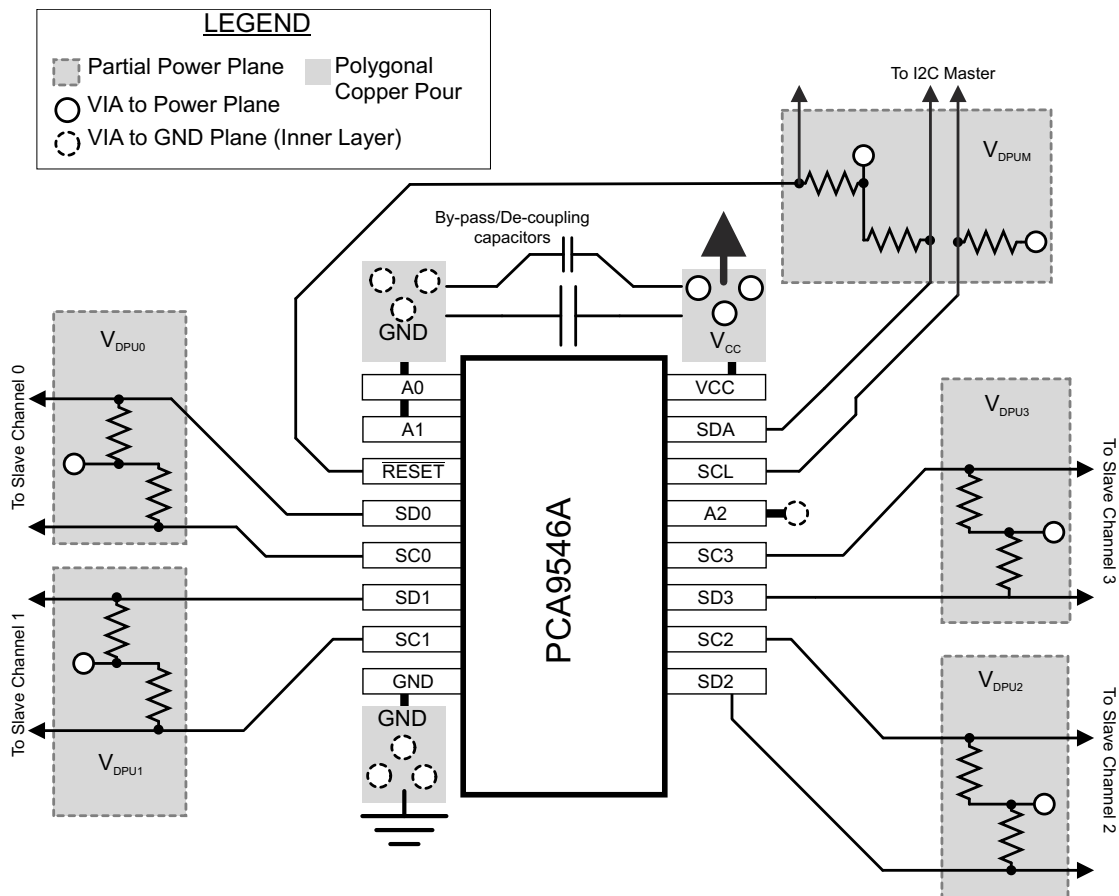 LEGEND
Partial Power Plane
Polygonal
Copper Pour
VIA to Power Plane
VIA to GND Plane (Inner Layer)
To I2C Master
VDPUM
By-pass/De-coupling
capacitors
GND
VCC
VDPU0
To Slave Channel 0
VDPU1
To Slave Channel 1
A0
A1
RESET
SD0
SC0
SD1
SC1
GND
GND
PCA9546A
VCC
SDA
SCL
A2
SC3
SD3
SC2
SD2
VDPU3
To Slave Channel 3
VDPU2
To Slave Channel 2